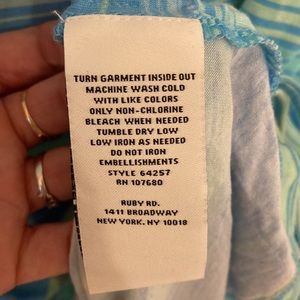 TURN GARMENT INSIDE OUT
MACHINE WASH COLD
WITH LIKE COLORS
ONLY NON-CHLORINE
BLEACH WHEN NEEDED
TUMBLE DRY LOW
LOW IRON AS NEEDED
DO NOT IRON
EMBELLISHMENTS
STYLE 64257
RN 107680
RUBY RD.
1411 BROADWAY
NEW YORK, NY 10018